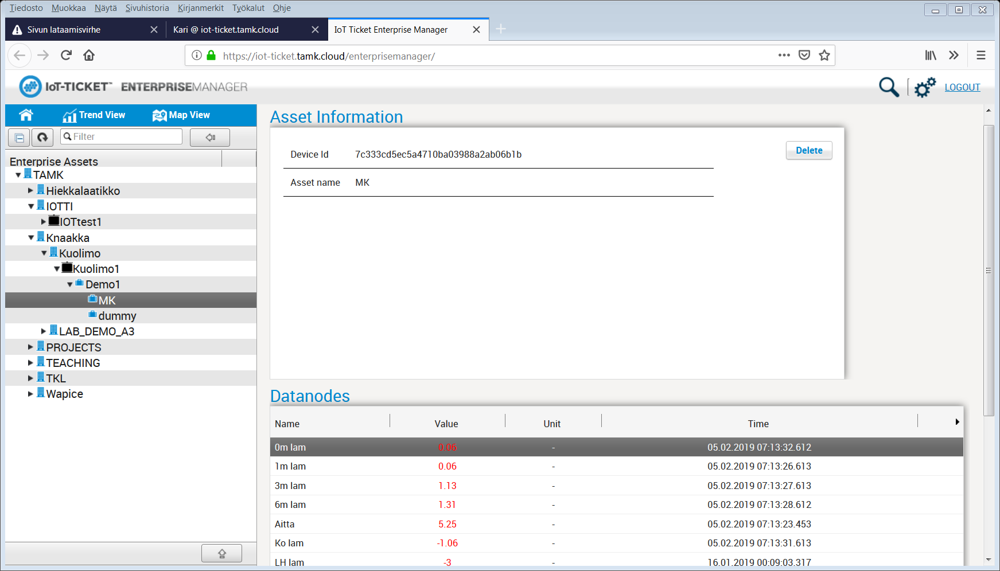 Tiedosto Muokkaa Näytä Sivuhistoria Kirjanmerkit Työkalut Ohje
Sivun lataamisvirhe
Kari @ iot-ticket.tamk.cloud
IoT Ticket Enterprise Manager
https://iot-ticket.tamk.cloud/enterprisemanager/
IoT-TICKET™ ENTERPRISEMANAGER
LOGOUT
Trend View
Map View
Filter
Enterprise Assets
TAMK
Hiekkalaatikko
IOTTI
IOTtest1
Knaakka
Kuolimo
Kuolimo1
Demo1
MK
dummy
LAB_DEMO_A3
PROJECTS
TEACHING
TKL
Wapice
Asset Information
Device Id 7c333cd5ec5a4710ba03988a2ab06b1b
Delete
Asset name MK
Datanodes
Name Value Unit Time
0m lam 0.06 - 05.02.2019 07:13:32.612
1m lam 0.06 - 05.02.2019 07:13:26.613
3m lam 1.13 - 05.02.2019 07:13:27.613
6m lam 1.31 - 05.02.2019 07:13:28.612
Aitta 5.25 - 05.02.2019 07:13:23.453
Ko lam -1.06 - 05.02.2019 07:13:31.613
LH lam -3 - 16.01.2019 00:09:03.317